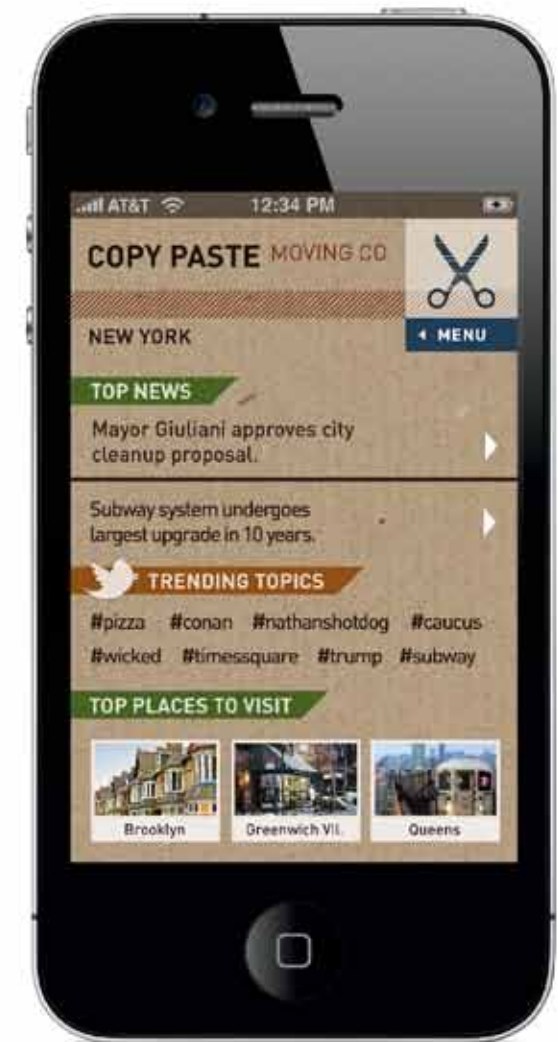 AT&T 12:34 PM
COPY PASTE MOVING CO
NEW YORK
MENU
TOP NEWS
Mayor Giuliani approves city
cleanup proposal.
Subway system undergoes
largest upgrade in 10 years.
TRENDING TOPICS
#pizza #conan #nathanshotdog #caucus
#wicked #timessquare #trump #subway
TOP PLACES TO VISIT
Brooklyn Greenwich Vil. Queens